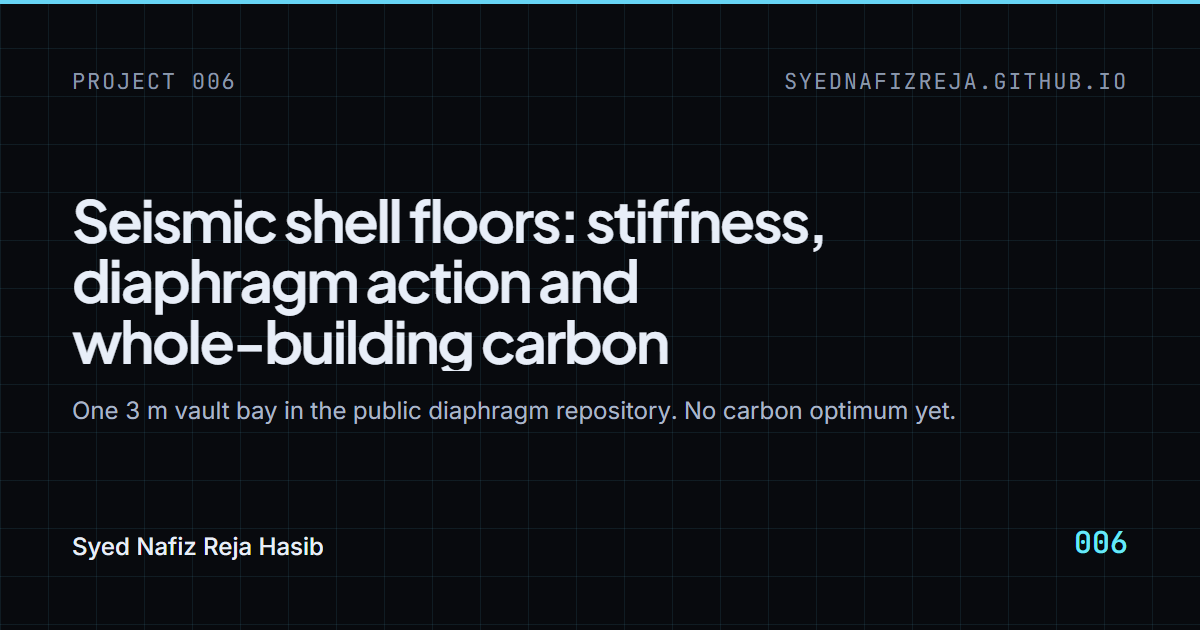 PROJECT 006
SYEDNAFIZREJA.GITHUB.IO
Seismic shell floors: stiffness,
diaphragm action and
whole-building carbon
One 3 m vault bay in the public diaphragm repository. No carbon optimum yet.
Syed Nafiz Reja Hasib
006